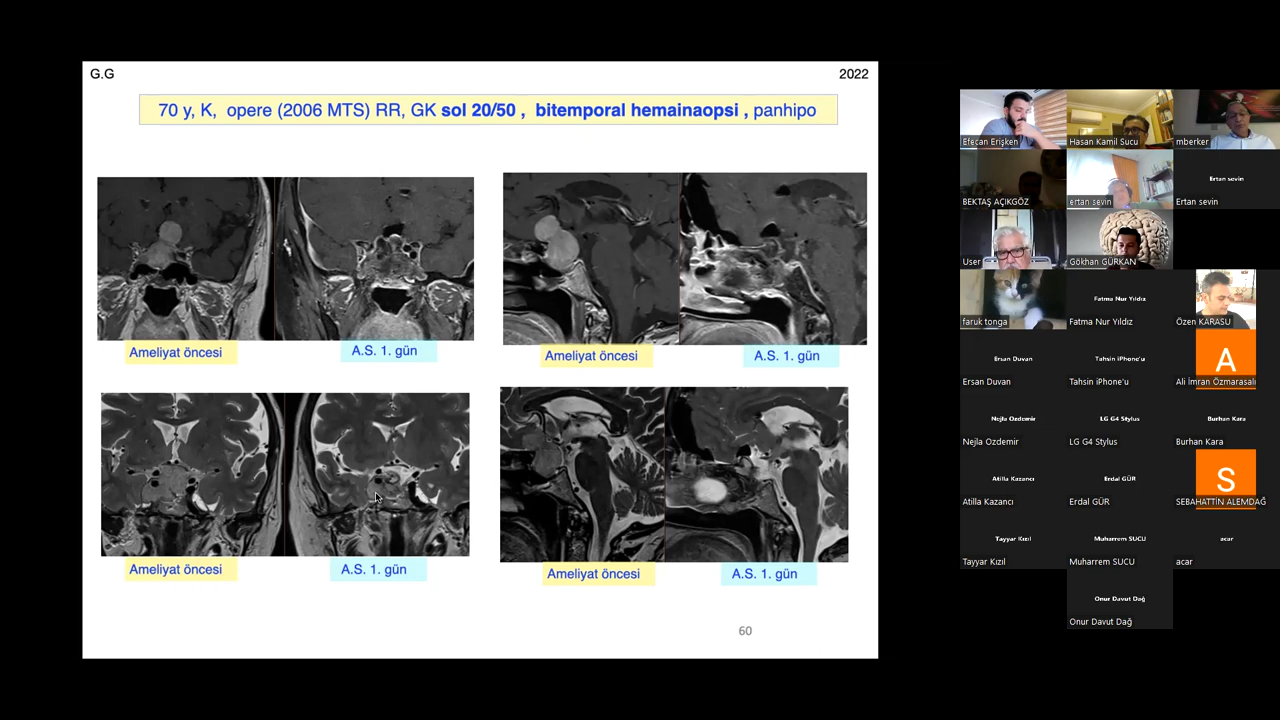 G.G
2022
70 y, K, opere (2006 MTS) RR, GK sol 20/50 , bitemporal hemainaopsi , panhipo
Ameliyat öncesi
A.S. 1. gün
Ameliyat öncesi
A.S. 1. gün
Ameliyat öncesi
A.S. 1. gün
Ameliyat öncesi
A.S. 1. gün
60
Efecan Erişken
Hasan Kamil Sucu
mberker
BEKTAŞ AÇIKGÖZ
ertan sevin
Ertan sevin
Ertan sevin
User
Gökhan GÜRKAN
faruk tonga
Fatma Nur Yıldız
Fatma Nur Yıldız
Özen KARASU
Ersan Duvan
Ersan Duvan
Tahsin iPhone'u
Tahsin iPhone'u
A
Ali İmran Özmarasalı
Nejla Ozdemir
Nejla Ozdemir
LG G4 Stylus
LG G4 Stylus
Burhan Kara
Burhan Kara
Atilla Kazancı
Atilla Kazancı
Erdal GÜR
Erdal GÜR
S
SEBAHATTİN ALEMDAĞ
Tayyar Kızıl
Tayyar Kızıl
Muharrem SUCU
Muharrem SUCU
acar
acar
Onur Davut Dağ
Onur Davut Dağ